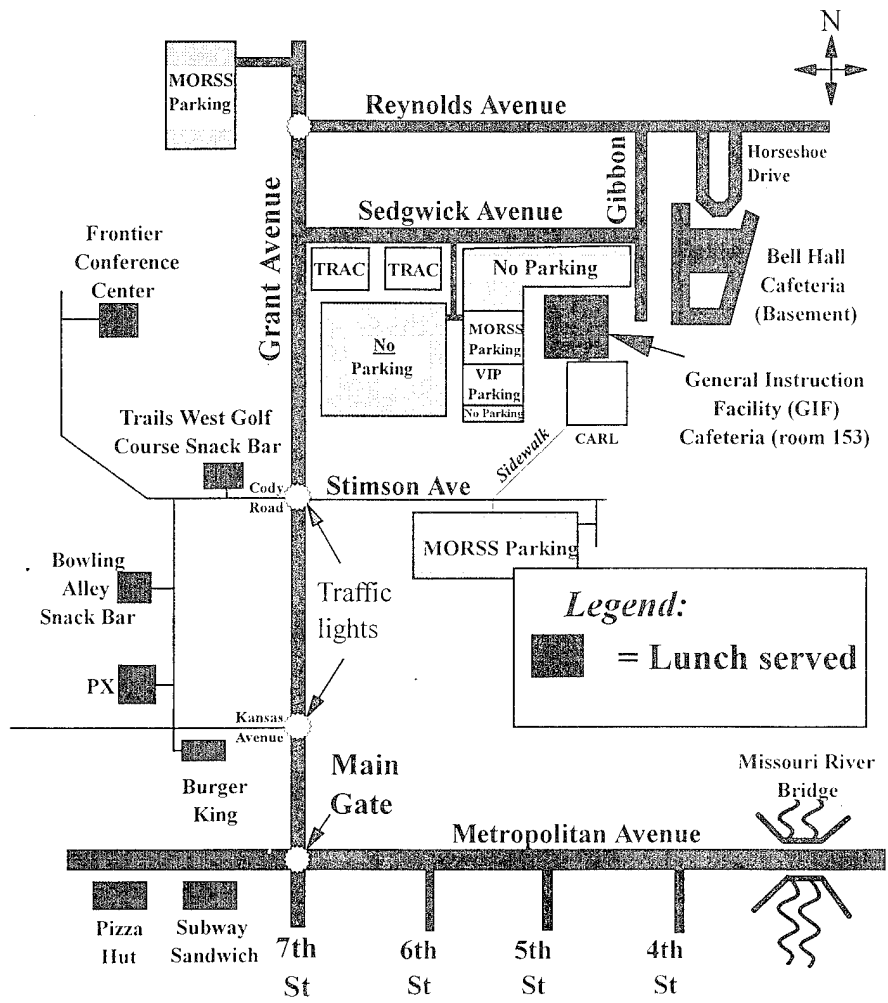 N
MORSS
Parking
Reynolds Avenue
Horseshoe
Drive
Gibbon
Sedgwick Avenue
Grant Avenue
Frontier
Conference
Center
TRAC
TRAC
No Parking
Bell Hall
Cafeteria
(Basement)
No
Parking
MORSS
Parking
VIP
Parking
No Parking
General Instruction
Facility (GIF)
Cafeteria (room 153)
CARL
Trails West Golf
Course Snack Bar
Sidewalk
Cody
Road
Stimson Ave
MORSS Parking
Bowling
Alley
Snack Bar
Traffic
lights
Legend:
= Lunch served
PX
Kansas
Avenue
Burger
King
Main
Gate
Missouri River
Bridge
Metropolitan Avenue
Pizza
Hut
Subway
Sandwich
7th
St
6th
St
5th
St
4th
St